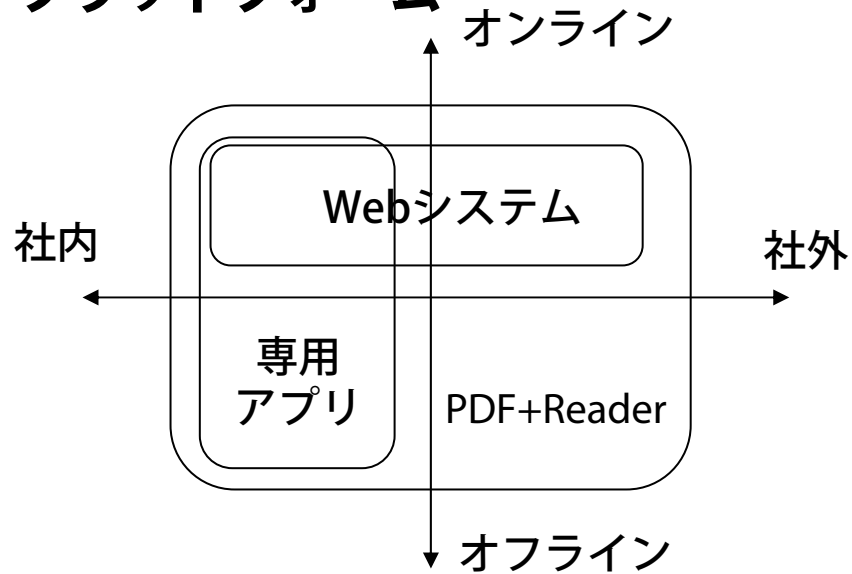 オンライン
Webシステム
社内
社外
専用
アプリ
PDF+Reader
オフライン